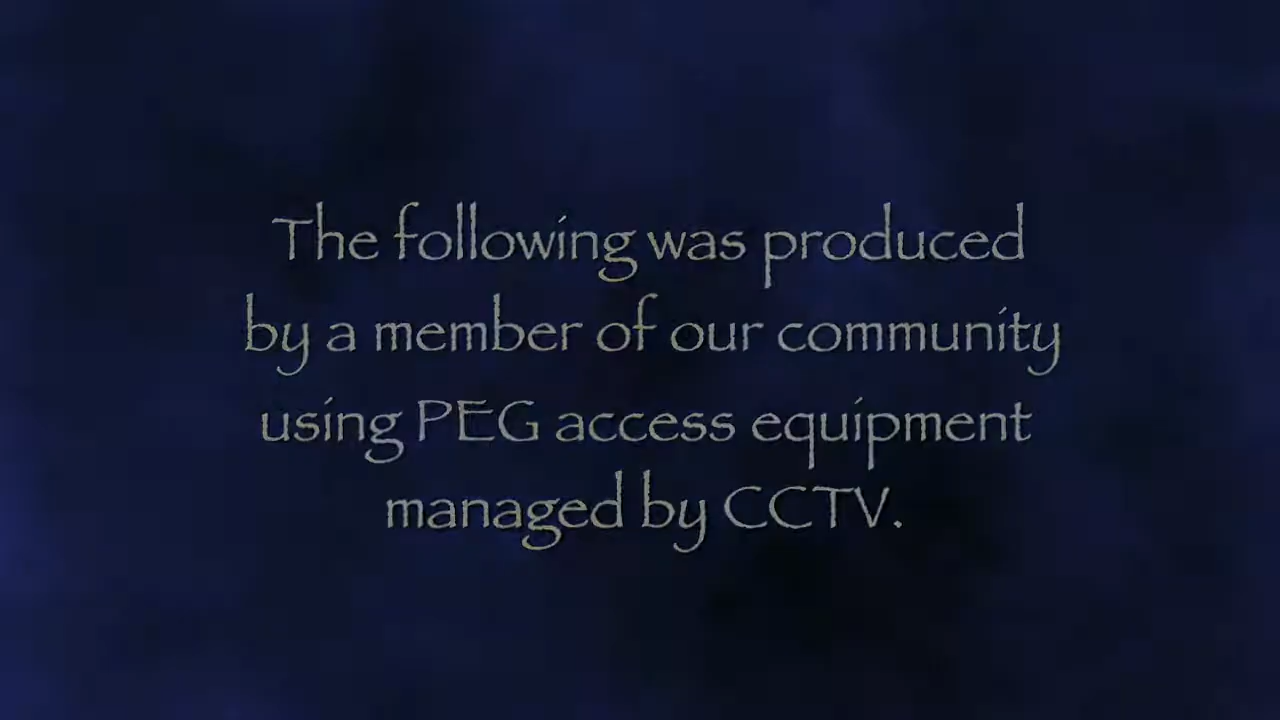 The following was produced
by a member of our community
using PEG access equipment
managed by CCTV.